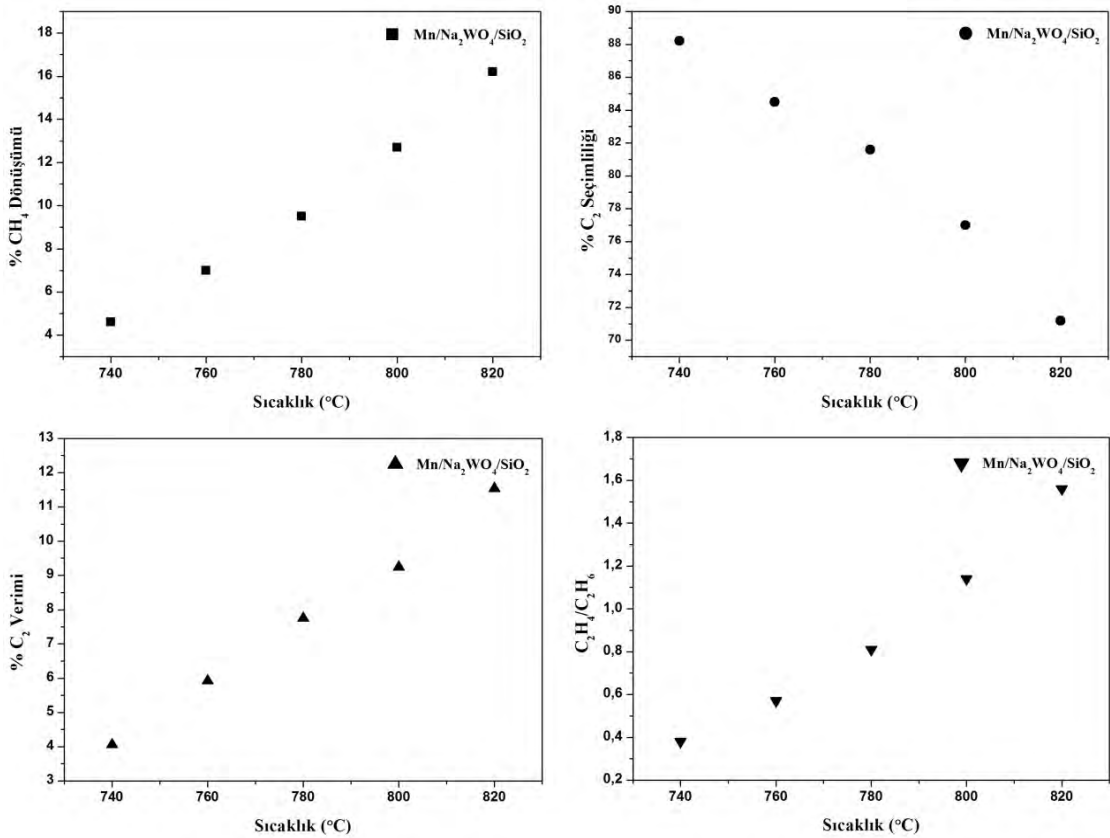 18
16
14
12
10
8
6
4
% CH4 Dönüşümü
Mn/Na2WO4/SiO2
740 760 780 800 820
Sıcaklık (°C)
90
88
86
84
82
80
78
76
74
72
70
% C2 Seçimliliği
Mn/Na2WO4/SiO2
740 760 780 800 820
Sıcaklık (°C)
13
12
11
10
9
8
7
6
5
4
3
% C2 Verimi
Mn/Na2WO4/SiO2
740 760 780 800 820
Sıcaklık (°C)
1,8
1,6
1,4
1,2
1,0
0,8
0,6
0,4
0,2
C2H4/C2H6
Mn/Na2WO4/SiO2
740 760 780 800 820
Sıcaklık (°C)